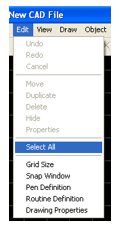 New CAD File
Edit View Draw Object
Undo
Redo
Cancel
Move
Duplicate
Delete
Hide
Properties
Select All
Grid Size
Snap Window
Pen Definition
Routine Definition
Drawing Properties